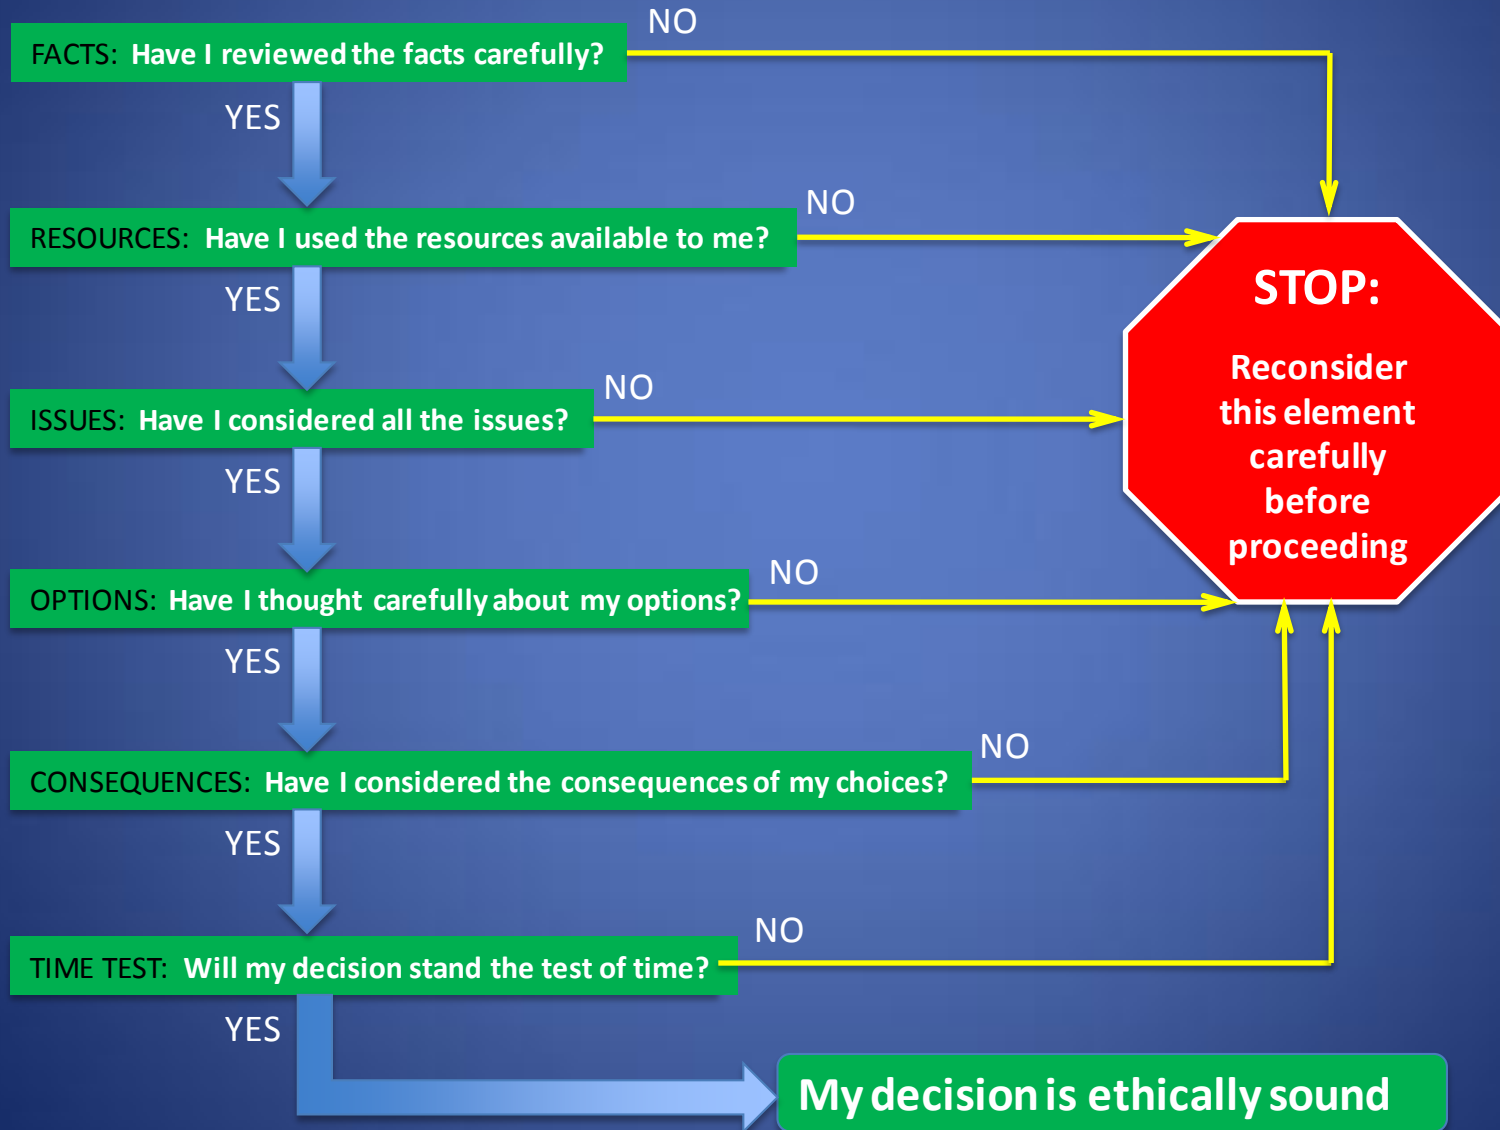 NO
FACTS: Have I reviewed the facts carefully?
YES
NO
RESOURCES: Have I used the resources available to me?
YES
STOP:
Reconsider
this element
carefully
before
proceeding
NO
ISSUES: Have I considered all the issues?
YES
NO
OPTIONS: Have I thought carefully about my options?
YES
NO
CONSEQUENCES: Have I considered the consequences of my choices?
YES
NO
TIME TEST: Will my decision stand the test of time?
YES
My decision is ethically sound